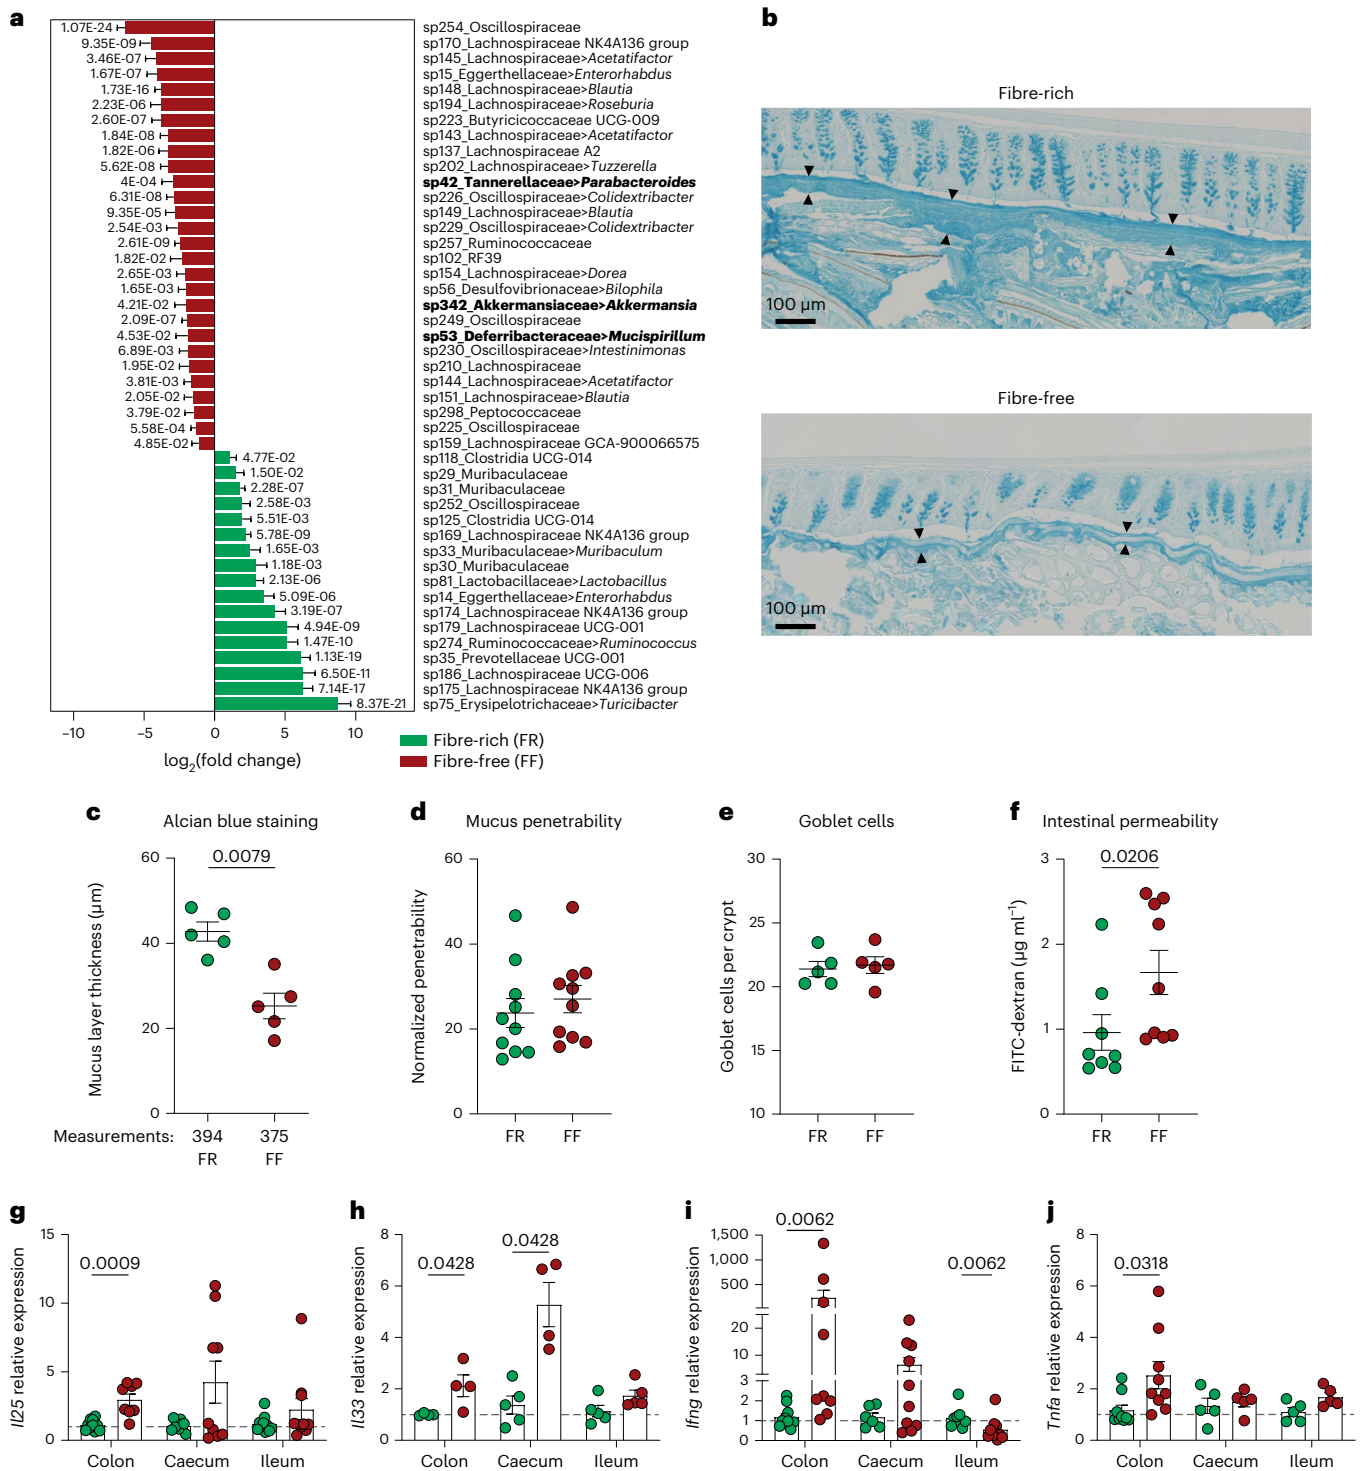 a
1.07E-24 sp254_Oscillospiraceae
9.35E-09 sp170_Lachnospiraceae NK4A136 group
3.46E-07 sp145_Lachnospiraceae>Acetatifactor
1.67E-07 sp15_Eggerthellaceae>Enterorhabdus
1.73E-16 sp148_Lachnospiraceae>Blautia
2.23E-06 sp194_Lachnospiraceae>Roseburia
2.60E-07 sp223_Butyricicoccaceae UCG-009
1.84E-08 sp143_Lachnospiraceae>Acetatifactor
1.82E-06 sp137_Lachnospiraceae A2
5.62E-08 sp202_Lachnospiraceae>Tuzzerella
4E-04 sp42_Tannerellaceae>Parabacteroides
6.31E-08 sp226_Oscillospiraceae>Colidextribacter
9.35E-05 sp149_Lachnospiraceae>Blautia
2.54E-03 sp229_Oscillospiraceae>Colidextribacter
2.61E-09 sp257_Ruminococcaceae
1.82E-02 sp102_RF39
2.65E-03 sp154_Lachnospiraceae>Dorea
1.65E-03 sp56_Desulfovibrionaceae>Bilophila
4.21E-02 sp342_Akkermansiaceae>Akkermansia
2.09E-07 sp249_Oscillospiraceae
4.53E-02 sp53_Deferribacteraceae>Mucispirillum
6.89E-03 sp230_Oscillospiraceae>Intestinimonas
1.95E-02 sp210_Lachnospiraceae
3.81E-03 sp144_Lachnospiraceae>Acetatifactor
2.05E-02 sp151_Lachnospiraceae>Blautia
3.79E-02 sp298_Peptococcaceae
5.58E-04 sp225_Oscillospiraceae
4.85E-02 sp159_Lachnospiraceae GCA-900066575
4.77E-02 sp118_Clostridia UCG-014
1.50E-02 sp29_Muribaculaceae
2.28E-07 sp31_Muribaculaceae
2.58E-03 sp252_Oscillospiraceae
5.51E-03 sp125_Clostridia UCG-014
5.78E-09 sp169_Lachnospiraceae NK4A136 group
1.65E-03 sp33_Muribaculaceae>Muribaculum
1.18E-03 sp30_Muribaculaceae
2.13E-06 sp81_Lactobacillaceae>Lactobacillus
5.09E-06 sp14_Eggerthellaceae>Enterorhabdus
3.19E-07 sp174_Lachnospiraceae NK4A136 group
4.94E-09 sp179_Lachnospiraceae UCG-001
1.47E-10 sp274_Ruminococcaceae>Ruminococcus
1.13E-19 sp35_Prevotellaceae UCG-001
6.50E-11 sp186_Lachnospiraceae UCG-006
7.14E-17 sp175_Lachnospiraceae NK4A136 group
8.37E-21 sp75_Erysipelotrichaceae>Turicibacter
−10 −5 0 5 10
log2(fold change)
Fibre-rich (FR)
Fibre-free (FF)
b
Fibre-rich
100 µm
Fibre-free
100 µm
c
Alcian blue staining
0.0079
Mucus layer thickness (µm)
60
40
20
0
Measurements: 394 375
FR FF
d
Mucus penetrability
Normalized penetrability
60
40
20
0
FR FF
e
Goblet cells
Goblet cells per crypt
30
25
20
15
10
FR FF
f
Intestinal permeability
0.0206
FITC-dextran (µg ml−1)
3
2
1
0
FR FF
g
Il25 relative expression
15
10
5
0
0.0009
Colon Caecum Ileum
h
Il33 relative expression
8
6
4
2
0
0.0428
0.0428
Colon Caecum Ileum
i
Ifng relative expression
1,500
1,000
500
20
10
3
2
1
0
0.0062
0.0062
Colon Caecum Ileum
j
Tnfa relative expression
8
6
4
2
0
0.0318
Colon Caecum Ileum